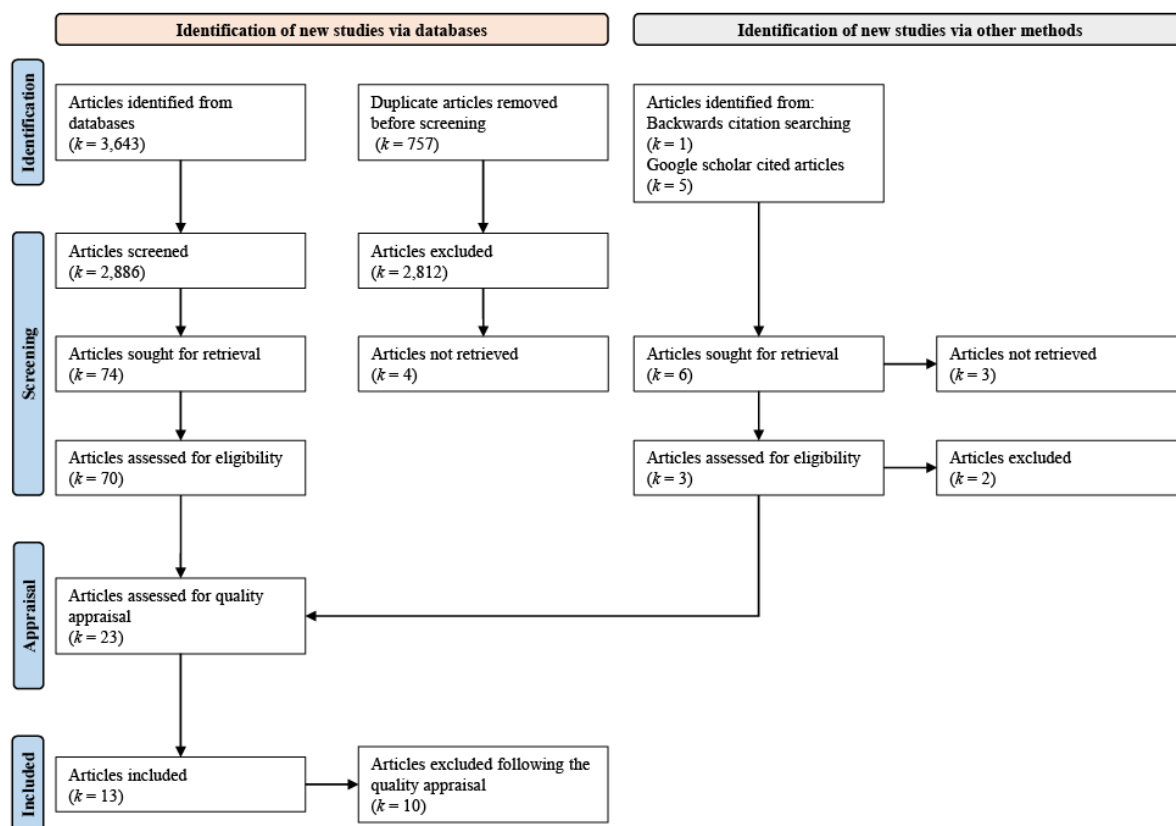 Identification of new studies via databases
Identification of new studies via other methods
Identification
Articles identified from
databases
(k = 3,643)
Duplicate articles removed
before screening
(k = 757)
Articles identified from:
Backwards citation searching
(k = 1)
Google scholar cited articles
(k = 5)
Screening
Articles screened
(k = 2,886)
Articles excluded
(k = 2,812)
Articles sought for retrieval
(k = 74)
Articles not retrieved
(k = 4)
Articles sought for retrieval
(k = 6)
Articles not retrieved
(k = 3)
Articles assessed for eligibility
(k = 70)
Articles assessed for eligibility
(k = 3)
Articles excluded
(k = 2)
Appraisal
Articles assessed for quality
appraisal
(k = 23)
Included
Articles included
(k = 13)
Articles excluded following the
quality appraisal
(k = 10)